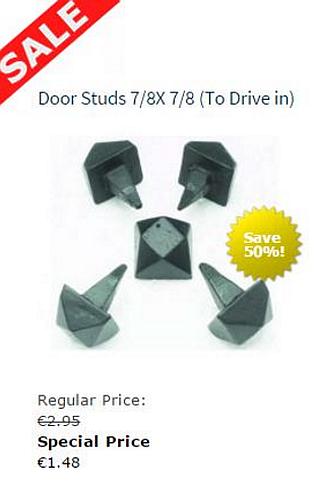 SALE
Door Studs 7/8X 7/8 (To Drive in)
Save
50%!
Regular Price:
€2.95
Special Price
€1.48